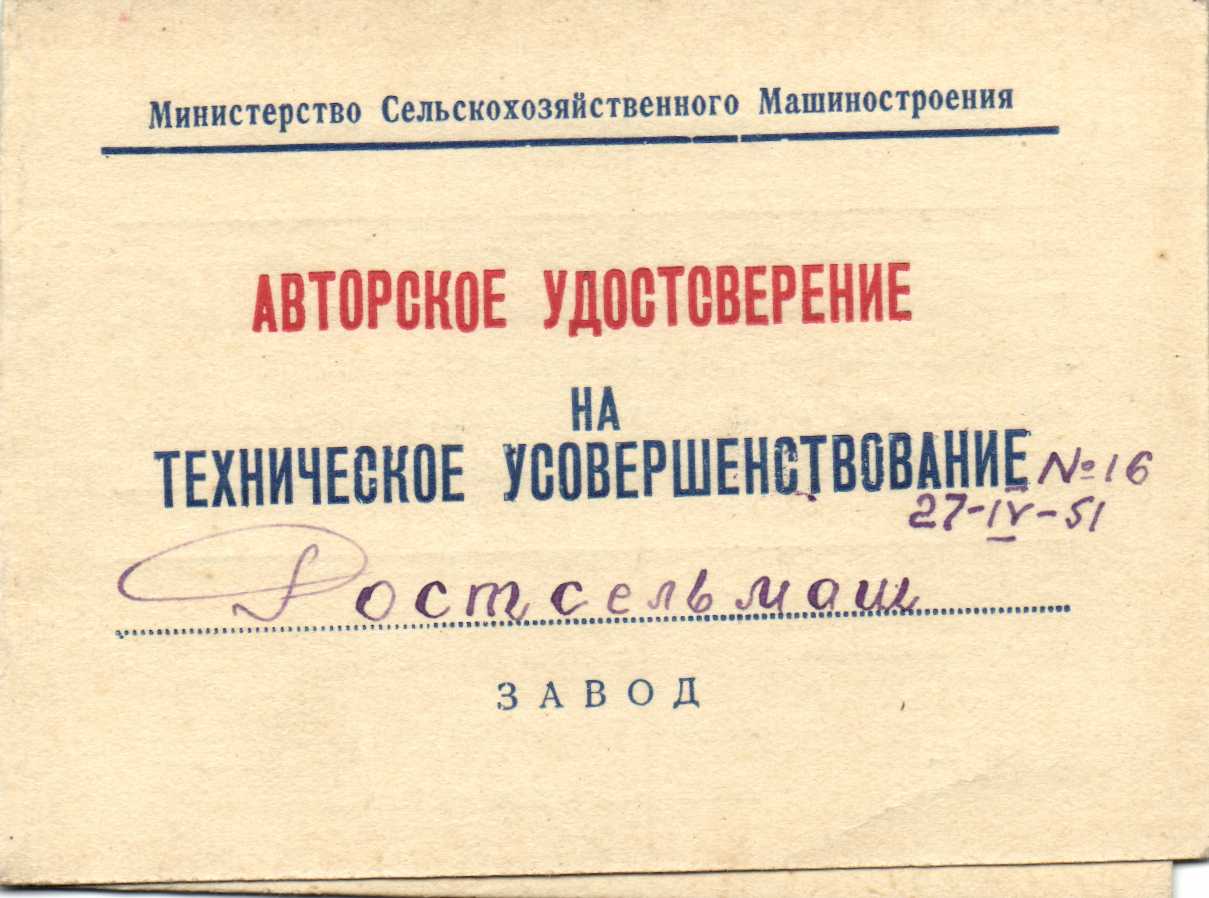 Министерство Сельскохозяйственного Машиностроения
АВТОРСКОЕ УДОСТОВЕРЕНИЕ
НА
ТЕХНИЧЕСКОЕ УСОВЕРШЕНСТВОВАНИЕ №16
27-IV-51
Ростсельмаш
ЗАВОД